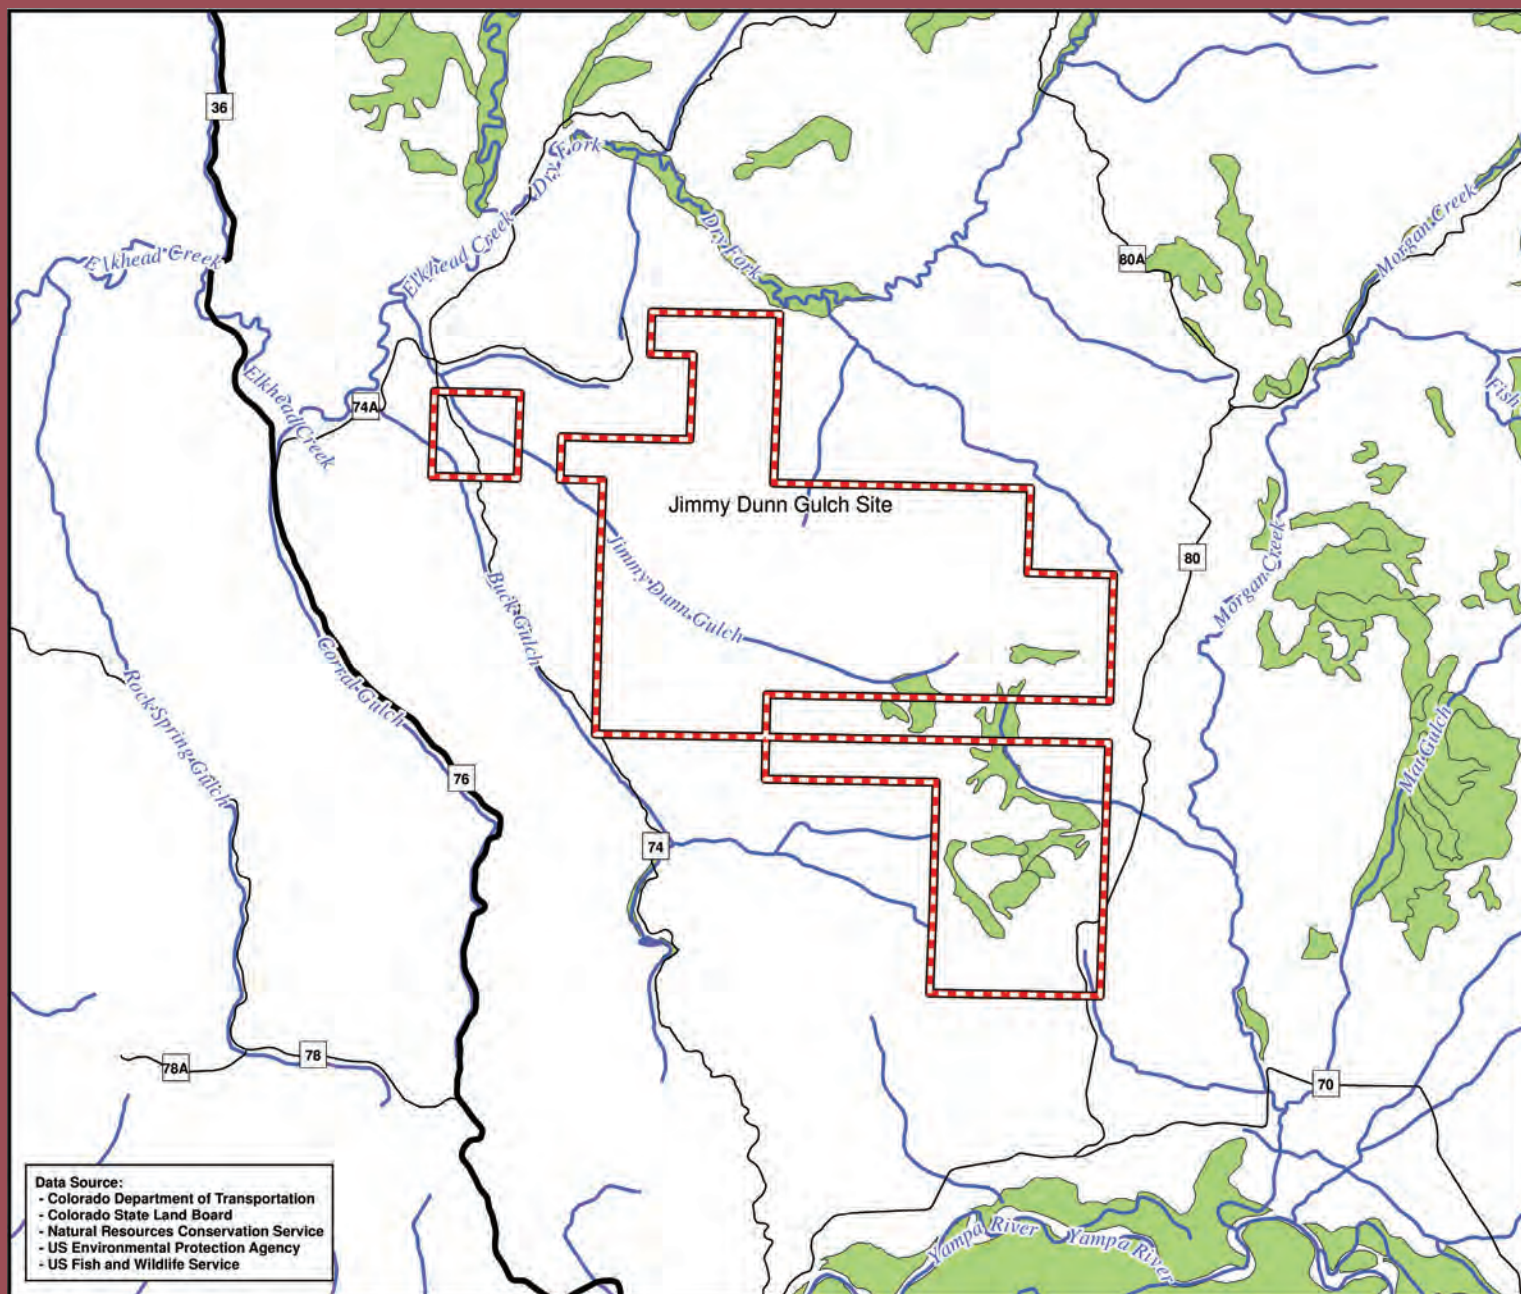 36
Dry Fork
Elkhead Creek
Dry Fork
Elkhead Creek
Morgan Creek
80A
Elkhead Creek
74A
Fish
Jimmy Dunn Gulch Site
80
Morgan Creek
Jimmy Dunn Gulch
Buck Gulch
Corral Gulch
Rock Spring Gulch
Mat Gulch
76
74
78A
78
70
Yampa River
Yampa River
Data Source:
- Colorado Department of Transportation
- Colorado State Land Board
- Natural Resources Conservation Service
- US Environmental Protection Agency
- US Fish and Wildlife Service